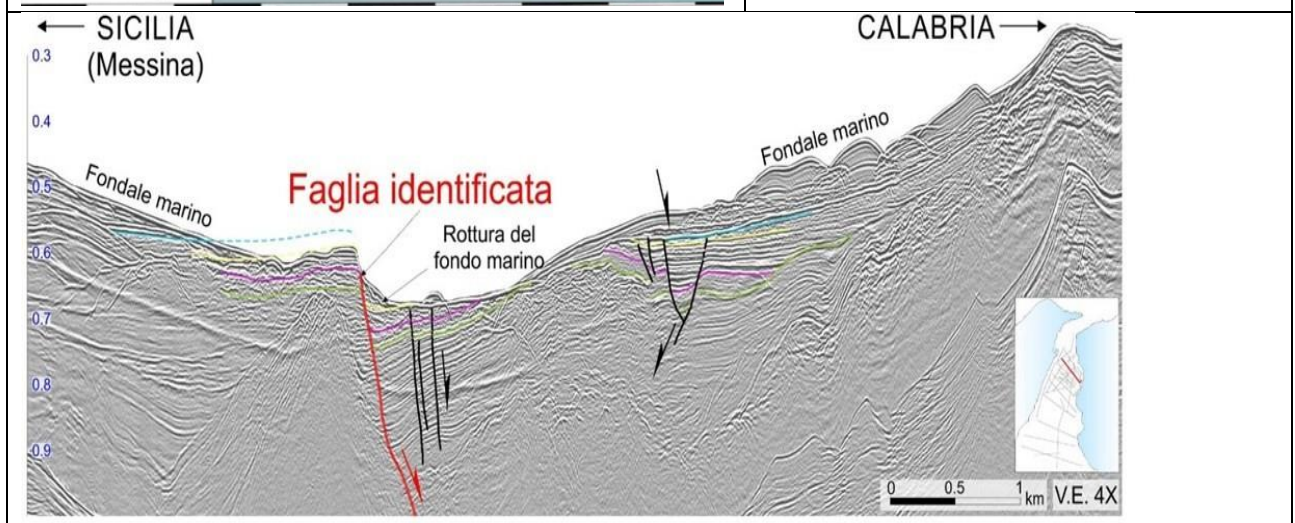 SICILIA
(Messina)
CALABRIA
0.3
0.4
0.5
0.6
0.7
0.8
0.9
Fondale marino
Faglia identificata
Rottura del
fondo marino
Fondale marino
0 0.5 1 km
V.E. 4X